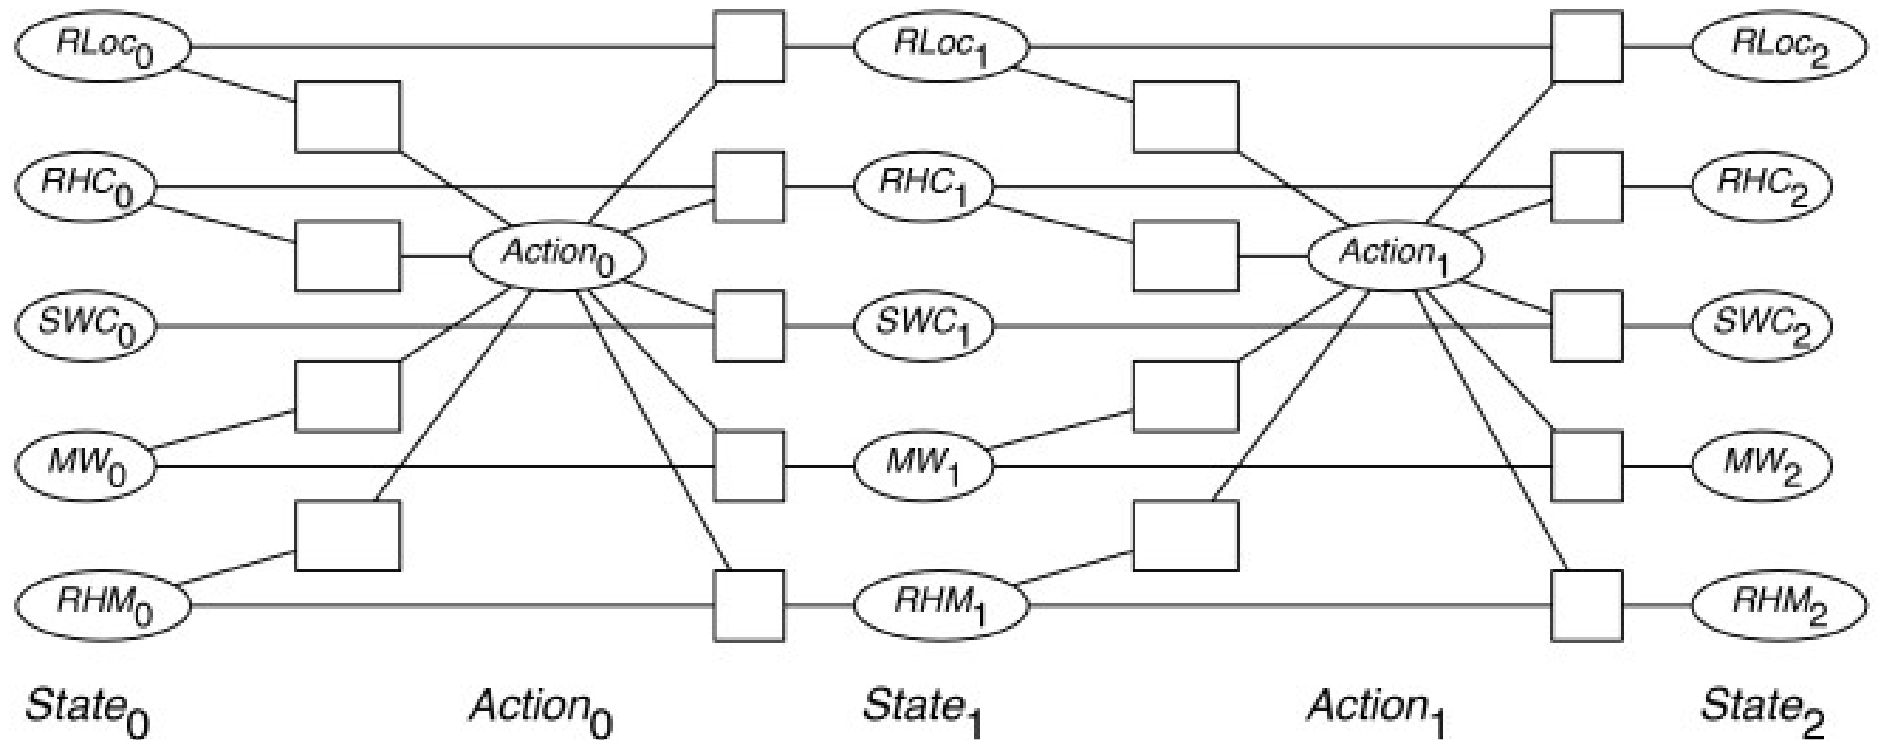 RLoc₀ RLoc₁ RLoc₂
RHC₀ RHC₁ RHC₂
Action₀ Action₁
SWC₀ SWC₁ SWC₂
MW₀ MW₁ MW₂
RHM₀ RHM₁ RHM₂
State₀ Action₀ State₁ Action₁ State₂